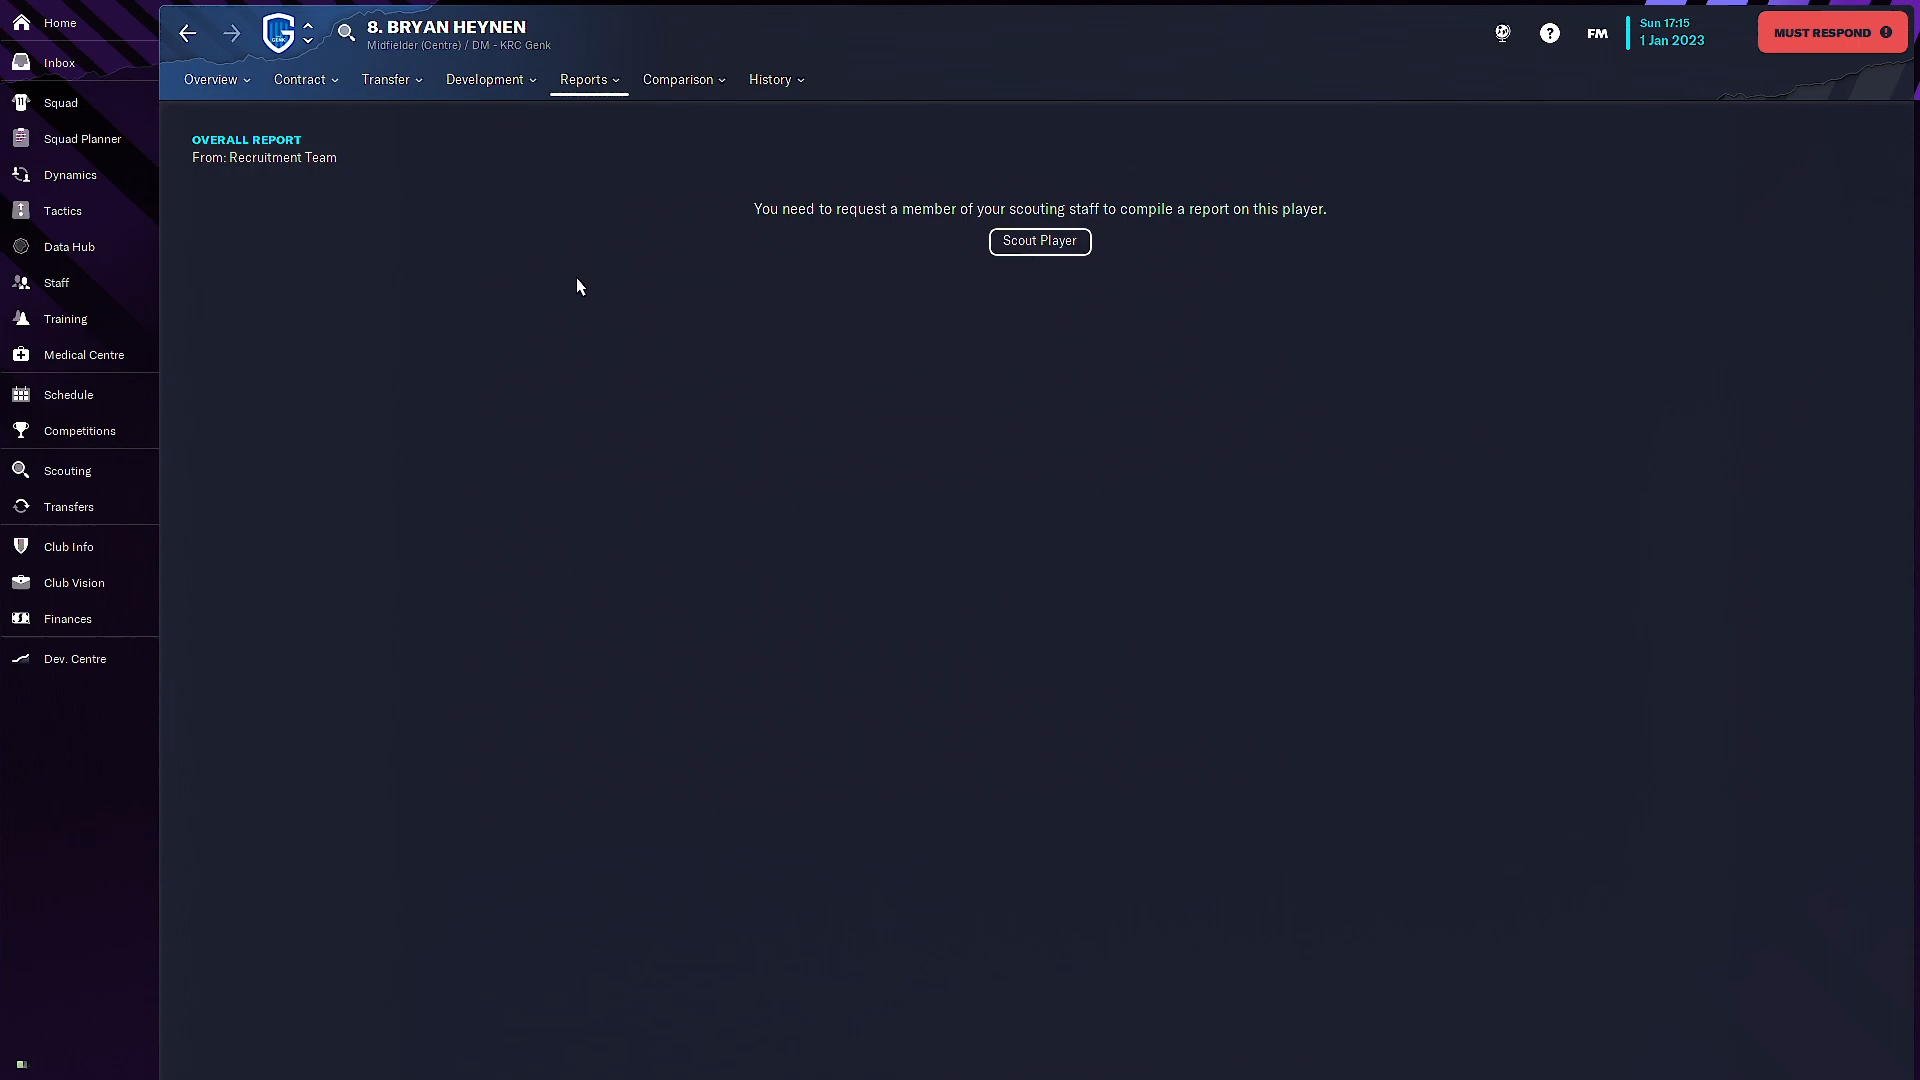 Home
Inbox
Squad
Squad Planner
Dynamics
Tactics
Data Hub
Staff
Training
Medical Centre
Schedule
Competitions
Scouting
Transfers
Club Info
Club Vision
Finances
Dev. Centre
GENK
8. BRYAN HEYNEN
Midfielder (Centre) / DM - KRC Genk
? FM
Sun 17:15
1 Jan 2023
MUST RESPOND
Overview Contract Transfer Development Reports Comparison History
OVERALL REPORT
From: Recruitment Team
You need to request a member of your scouting staff to compile a report on this player.
Scout Player